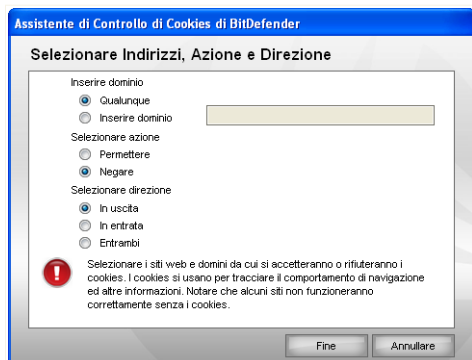 Assistente di Controllo di Cookies di BitDefender
Selezionare Indirizzi, Azione e Direzione
Inserire dominio
Qualunque
Inserire dominio
Selezionare azione
Permettere
Negare
Selezionare direzione
In uscita
In entrata
Entrambi
Selezionare i siti web e domini da cui si accetteranno o rifiuteranno i
cookies. I cookies si usano per tracciare il comportamento di navigazione
ed altre informazioni. Notare che alcuni siti non funzioneranno
correttamente senza i cookies.
Fine
Annullare